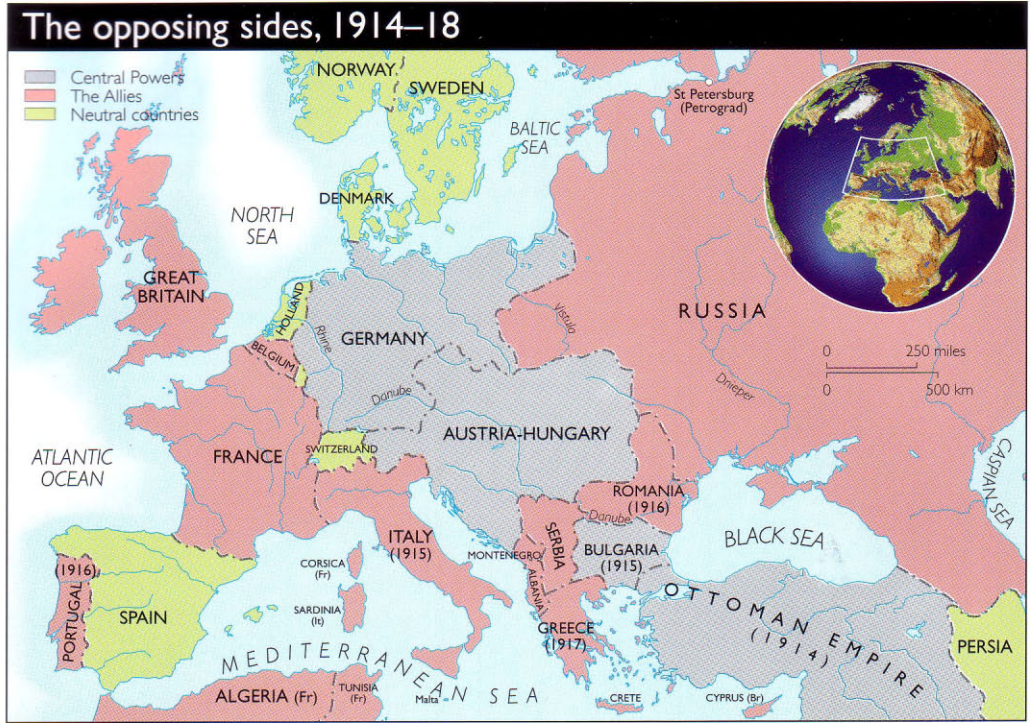 The opposing sides, 1914–18
Central Powers
The Allies
Neutral countries
NORWAY
SWEDEN
St Petersburg
(Petrograd)
BALTIC
SEA
DENMARK
NORTH
SEA
GREAT
BRITAIN
HOLLAND
RUSSIA
Vistula
Rhine
GERMANY
BELGIUM
0 250 miles
0 500 km
Dnieper
Danube
AUSTRIA-HUNGARY
SWITZERLAND
FRANCE
ATLANTIC
OCEAN
CASPIAN SEA
ROMANIA
(1916)
Danube
SERBIA
BLACK SEA
ITALY
(1915)
BULGARIA
(1915)
MONTENEGRO
CORSICA
(Fr)
(1916)
PORTUGAL
ALBANIA
OTTOMAN EMPIRE
(1914)
SARDINIA
(It)
SPAIN
GREECE
(1917)
PERSIA
MEDITERRANEAN SEA
ALGERIA (Fr)
TUNISIA
(Fr)
Malta
CRETE
CYPRUS (Br)